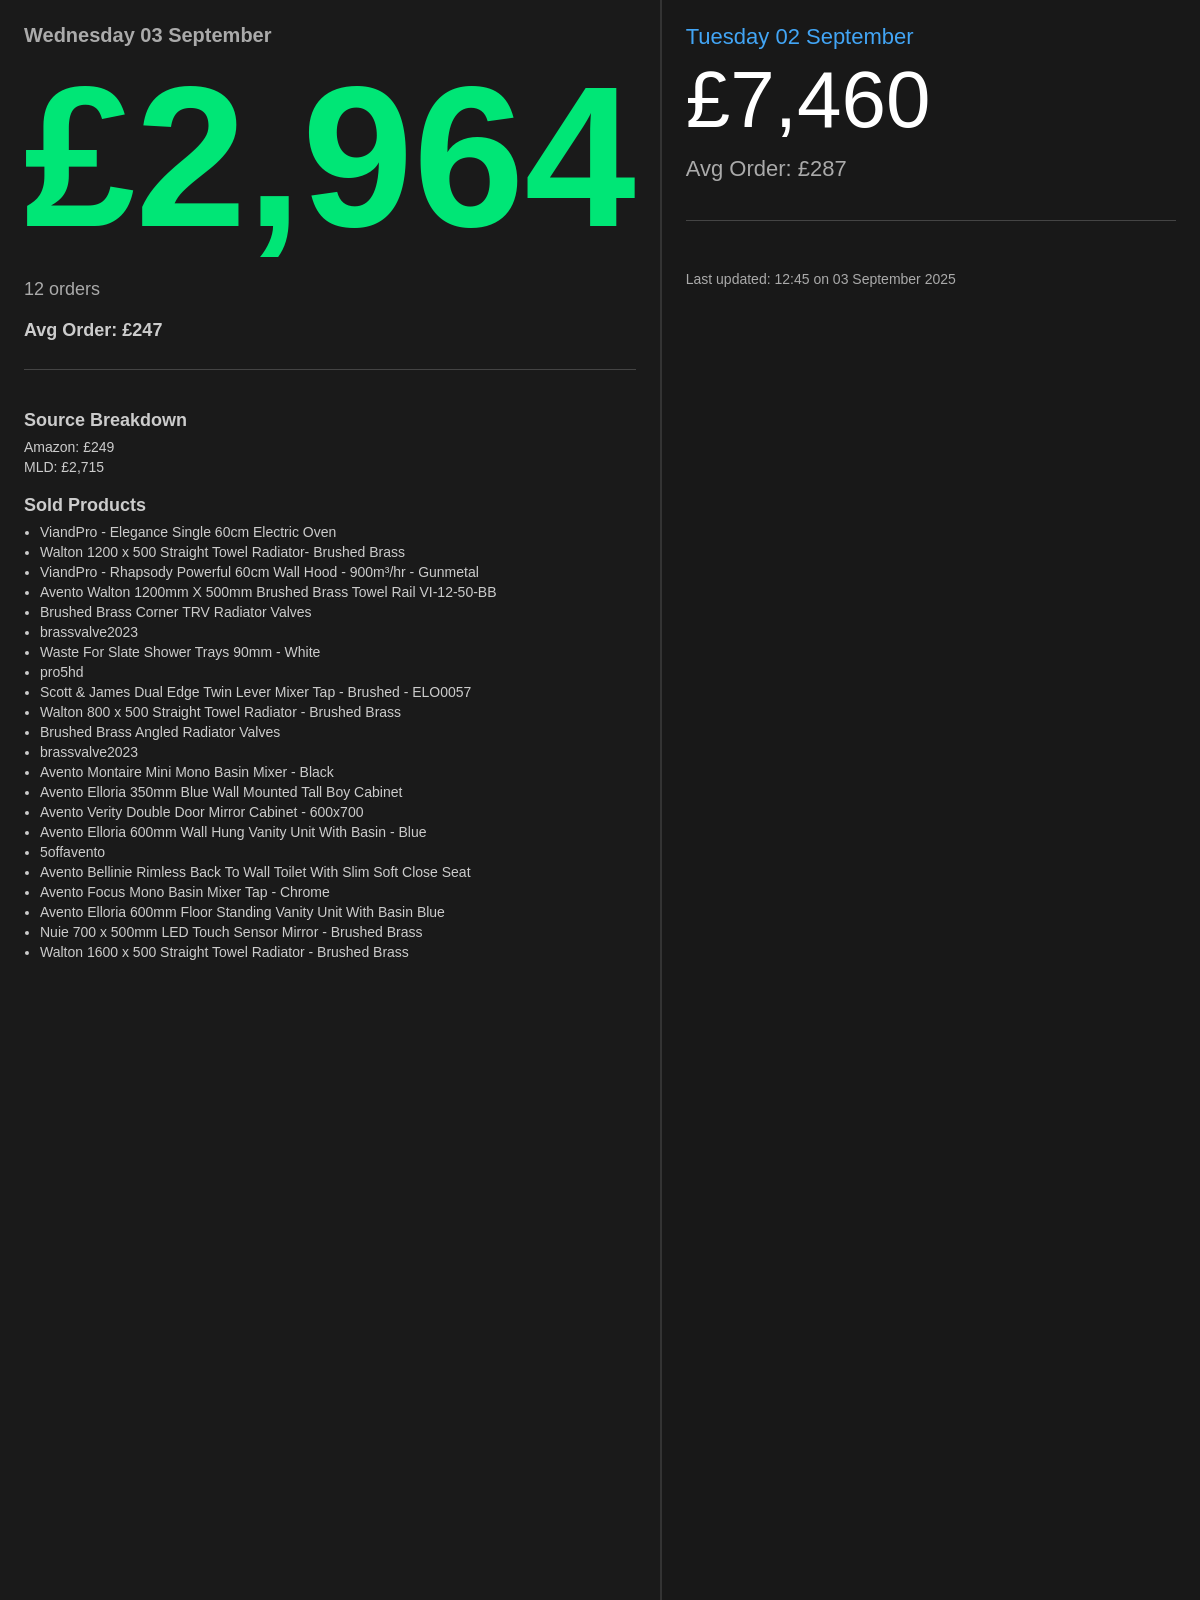 Wednesday 03 September
£2,964
12 orders
Avg Order: £247
Source Breakdown
Amazon: £249
MLD: £2,715
Sold Products
• ViandPro - Elegance Single 60cm Electric Oven
• Walton 1200 x 500 Straight Towel Radiator- Brushed Brass
• ViandPro - Rhapsody Powerful 60cm Wall Hood - 900m³/hr - Gunmetal
• Avento Walton 1200mm X 500mm Brushed Brass Towel Rail VI-12-50-BB
• Brushed Brass Corner TRV Radiator Valves
• brassvalve2023
• Waste For Slate Shower Trays 90mm - White
• pro5hd
• Scott & James Dual Edge Twin Lever Mixer Tap - Brushed - ELO0057
• Walton 800 x 500 Straight Towel Radiator - Brushed Brass
• Brushed Brass Angled Radiator Valves
• brassvalve2023
• Avento Montaire Mini Mono Basin Mixer - Black
• Avento Elloria 350mm Blue Wall Mounted Tall Boy Cabinet
• Avento Verity Double Door Mirror Cabinet - 600x700
• Avento Elloria 600mm Wall Hung Vanity Unit With Basin - Blue
• 5offavento
• Avento Bellinie Rimless Back To Wall Toilet With Slim Soft Close Seat
• Avento Focus Mono Basin Mixer Tap - Chrome
• Avento Elloria 600mm Floor Standing Vanity Unit With Basin Blue
• Nuie 700 x 500mm LED Touch Sensor Mirror - Brushed Brass
• Walton 1600 x 500 Straight Towel Radiator - Brushed Brass
Tuesday 02 September
£7,460
Avg Order: £287
Last updated: 12:45 on 03 September 2025